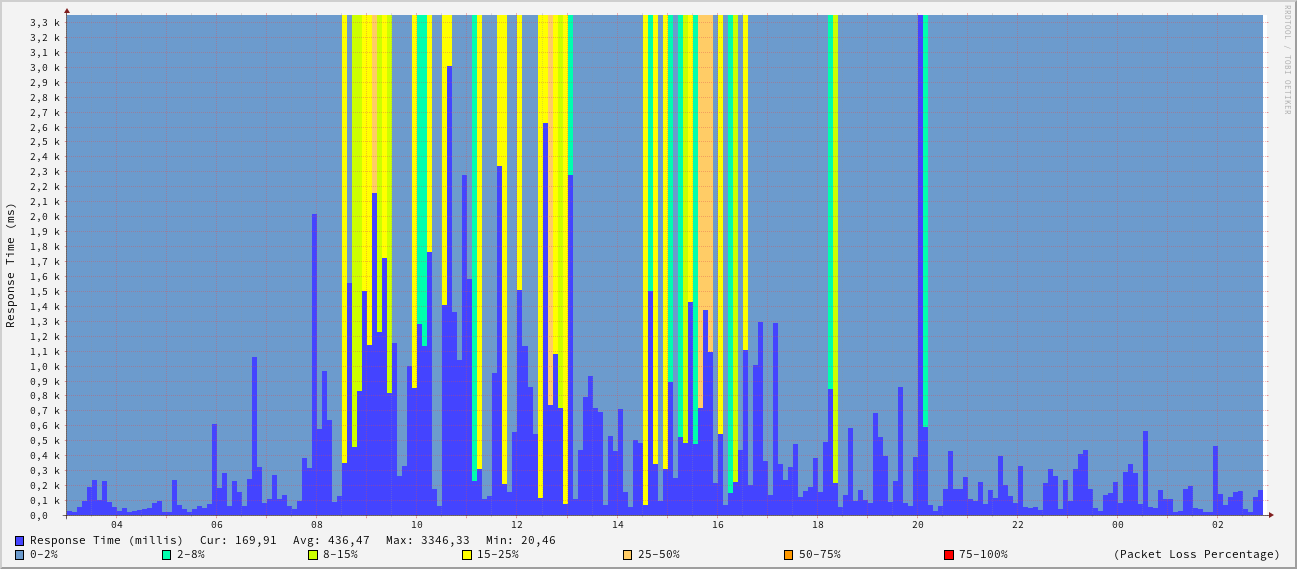 RRDTOOL / TOBI OETIKER
Response Time (ms)
3,3 k
3,2 k
3,1 k
3,0 k
2,9 k
2,8 k
2,7 k
2,6 k
2,5 k
2,4 k
2,3 k
2,2 k
2,1 k
2,0 k
1,9 k
1,8 k
1,7 k
1,6 k
1,5 k
1,4 k
1,3 k
1,2 k
1,1 k
1,0 k
0,9 k
0,8 k
0,7 k
0,6 k
0,5 k
0,4 k
0,3 k
0,2 k
0,1 k
0,0
04 06 08 10 12 14 16 18 20 22 00 02
Response Time (millis) Cur: 169,91 Avg: 436,47 Max: 3346,33 Min: 20,46
0-2% 2-8% 8-15% 15-25% 25-50% 50-75% 75-100% (Packet Loss Percentage)